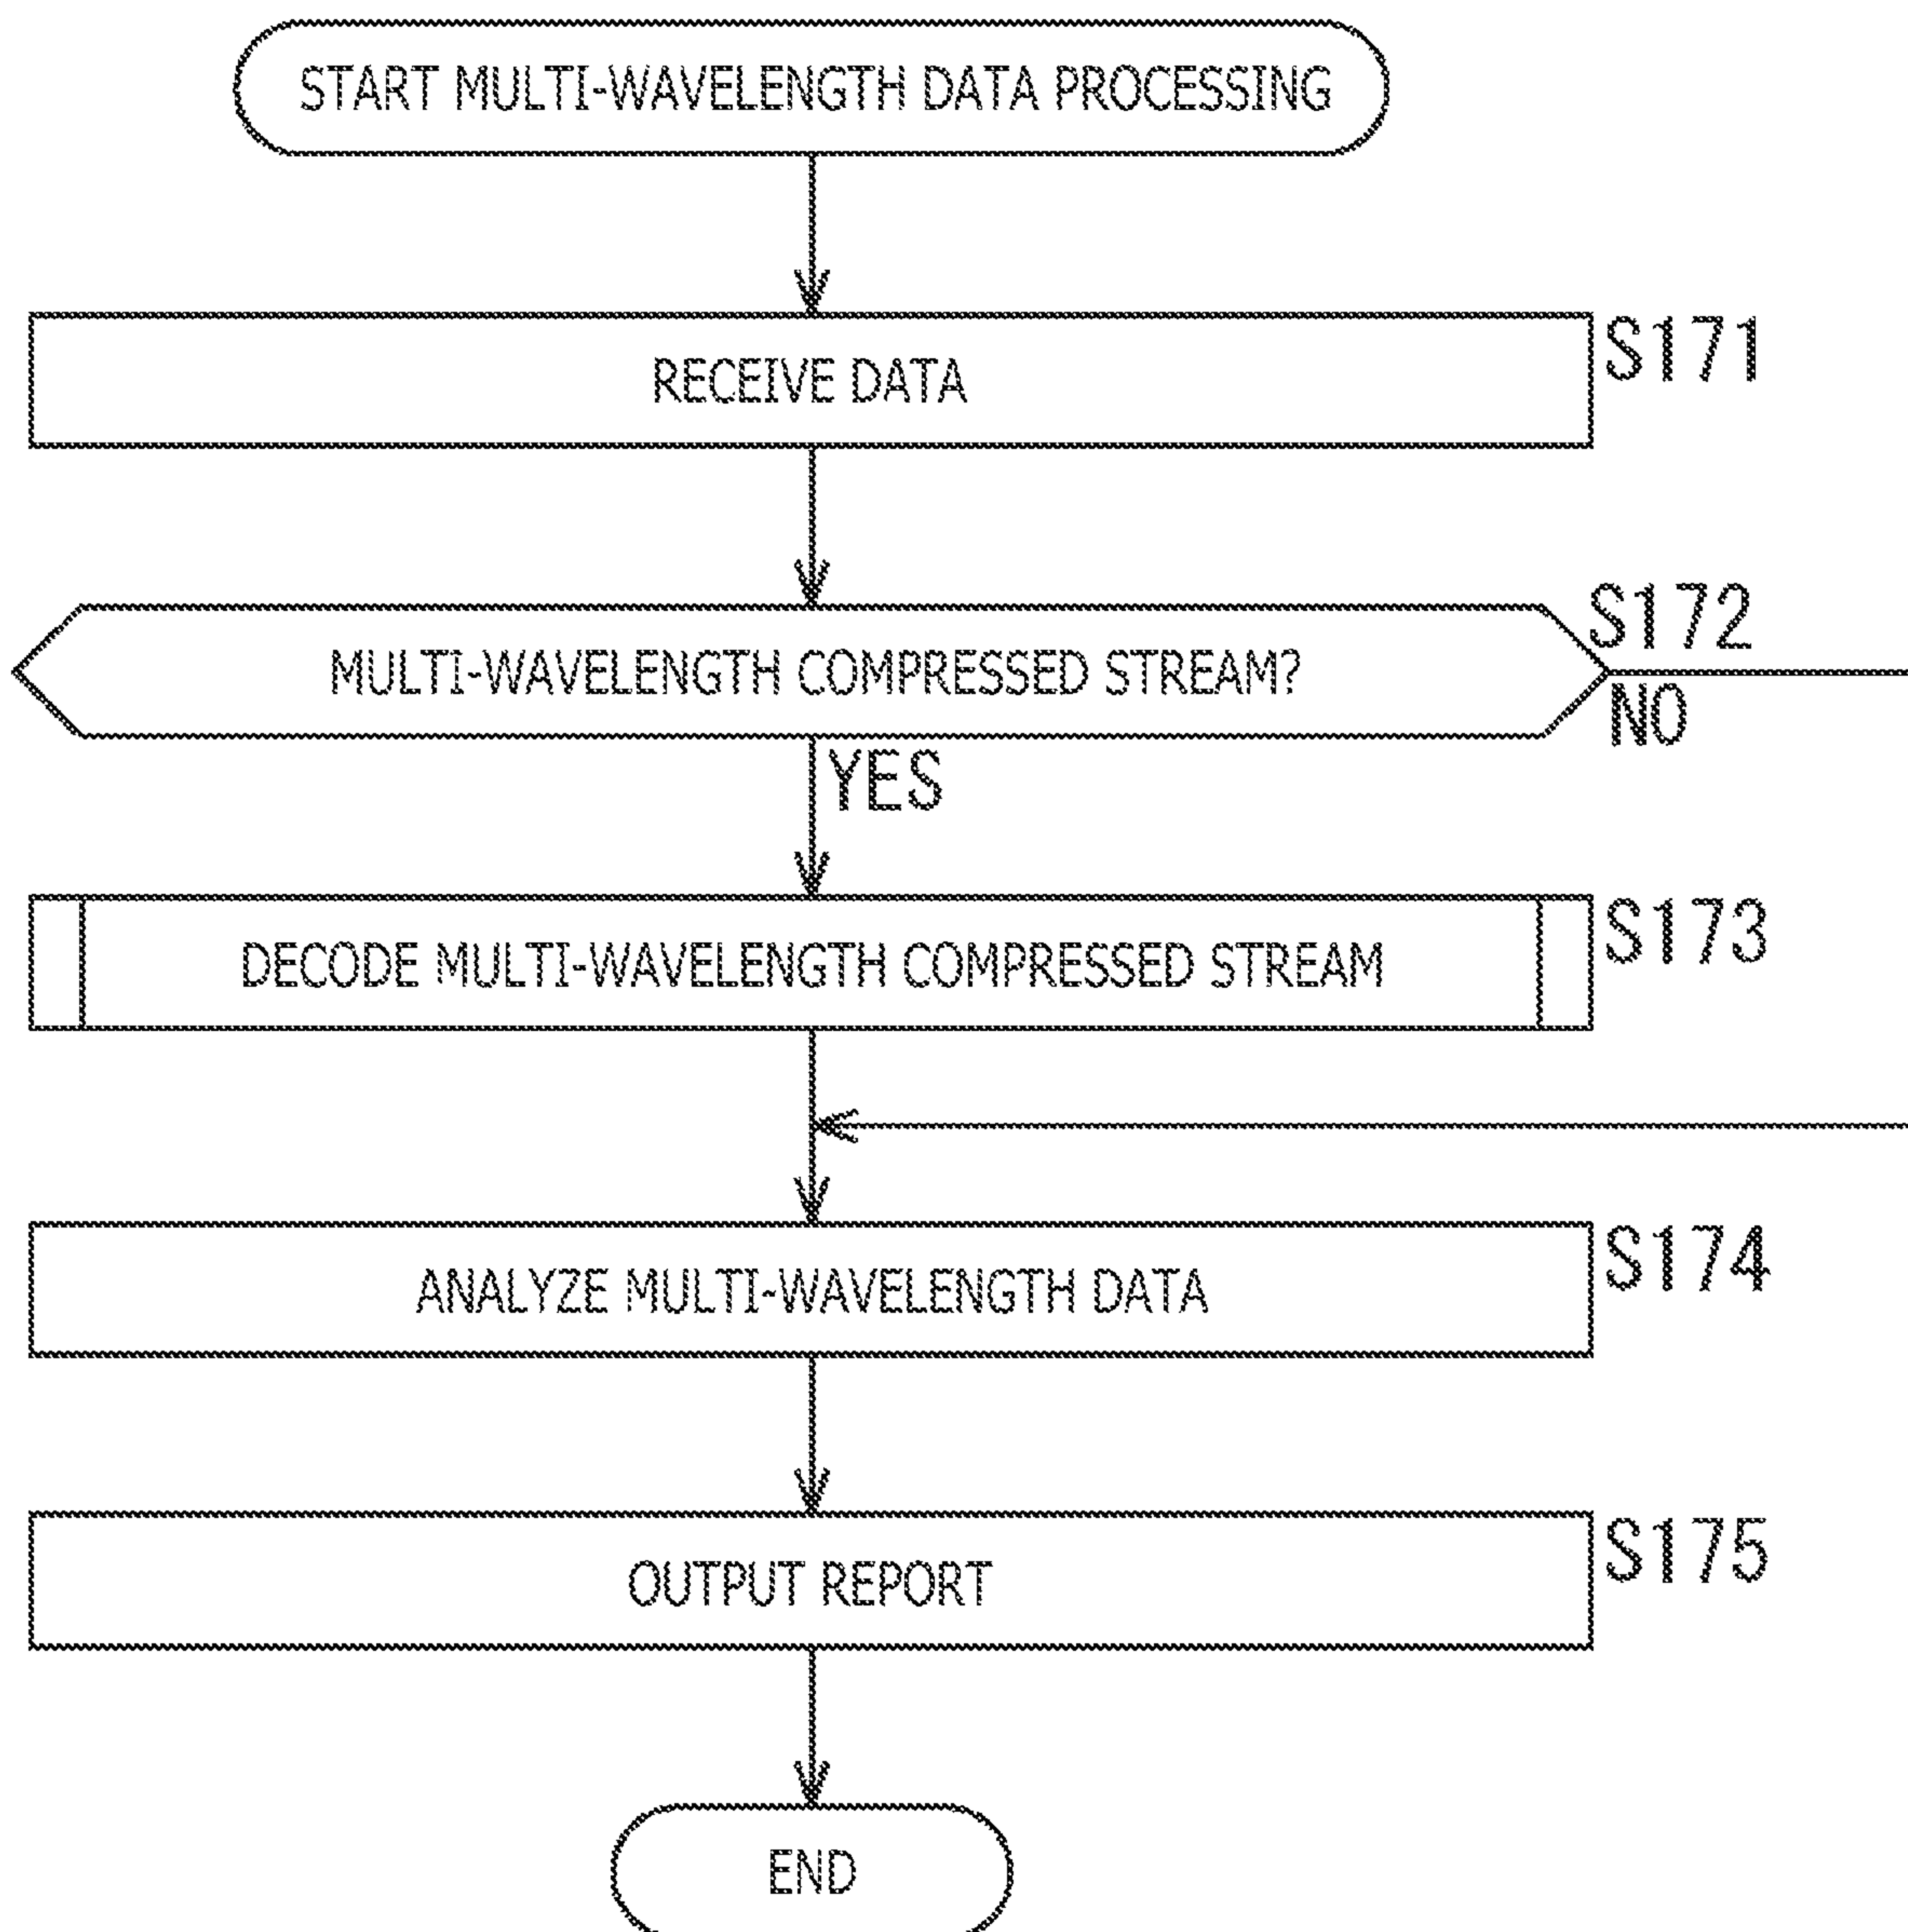 START MULTI-WAVELENGTH DATA PROCESSING
RECEIVE DATA
S171
MULTI-WAVELENGTH COMPRESSED STREAM?
S172
NO
YES
DECODE MULTI-WAVELENGTH COMPRESSED STREAM
S173
ANALYZE MULTI-WAVELENGTH DATA
S174
OUTPUT REPORT
S175
END